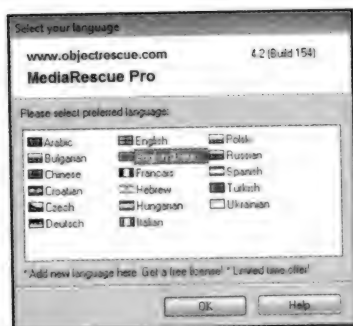 Select your language
www.objectrescue.com 4.2 (Build 154)
MediaRescue Pro
Please select preferred language:
Arabic English Polski
Bulgarian English Russian
Chinese Francais Spanish
Croatian Hebrew Turkish
Czech Hungarian Ukrainian
Deutsch Italian
* Add new language here. Get a free license! * Limited time offer!
OK Help